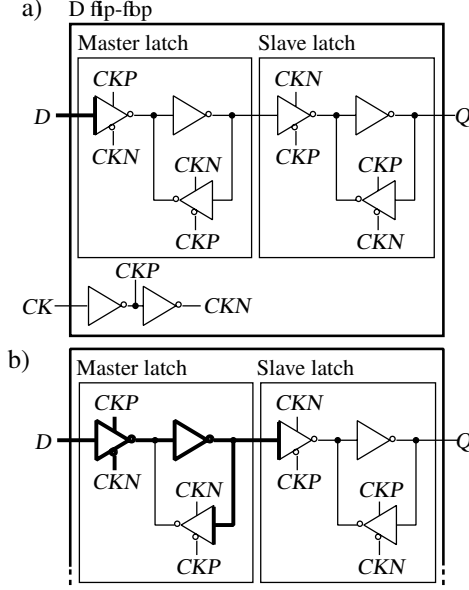 a) D flip-flop
Master latch Slave latch
CKP CKN
D Q
CKN CKP
CKN CKP
CKP CKN
CKP
CK CKN
b)
Master latch Slave latch
CKP CKN
D Q
CKN CKP
CKN CKP
CKP CKN